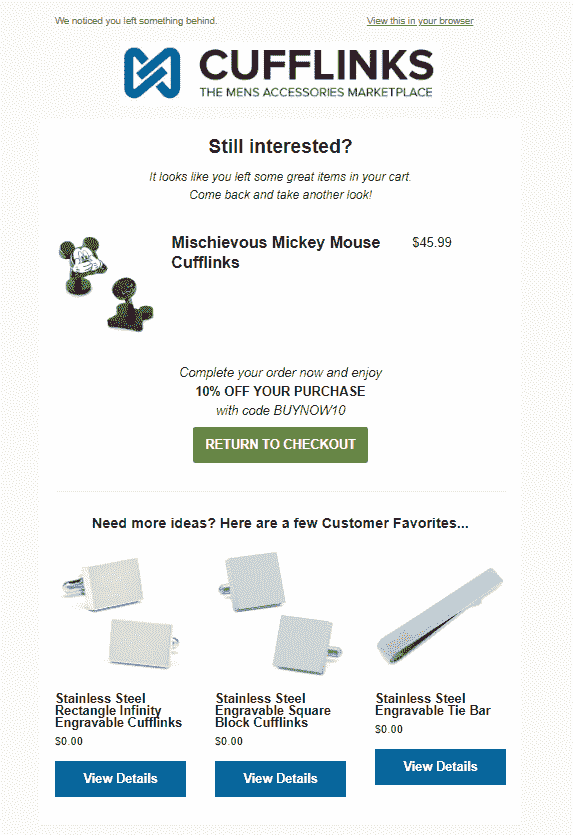 We noticed you left something behind.
View this in your browser
CUFFLINKS
THE MENS ACCESSORIES MARKETPLACE
Still interested?
It looks like you left some great items in your cart.
Come back and take another look!
Mischievous Mickey Mouse
Cufflinks
$45.99
Complete your order now and enjoy
10% OFF YOUR PURCHASE
with code BUYNOW10
RETURN TO CHECKOUT
Need more ideas? Here are a few Customer Favorites...
Stainless Steel
Rectangle Infinity
Engravable Cufflinks
$0.00
View Details
Stainless Steel
Engravable Square
Block Cufflinks
$0.00
View Details
Stainless Steel
Engravable Tie Bar
$0.00
View Details